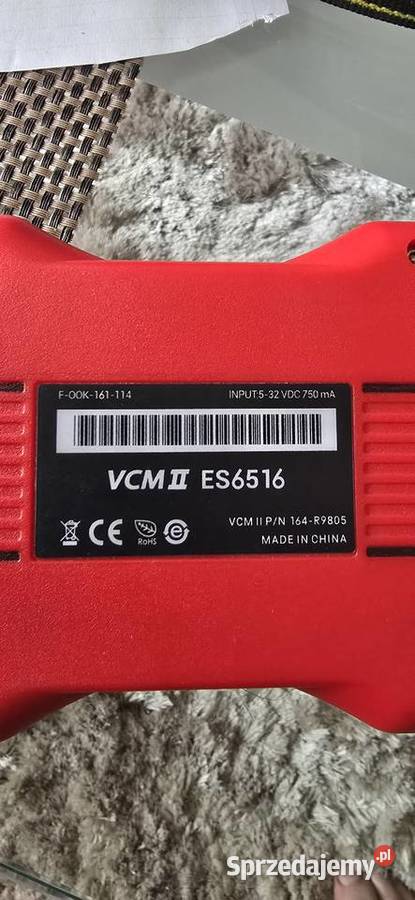 F-00K-161-114
INPUT:5-32 VDC 750 mA
VCM II ES6516
RoHS
e
VCM II P/N 164-R9805
MADE IN CHINA
Sprzedajemy.pl